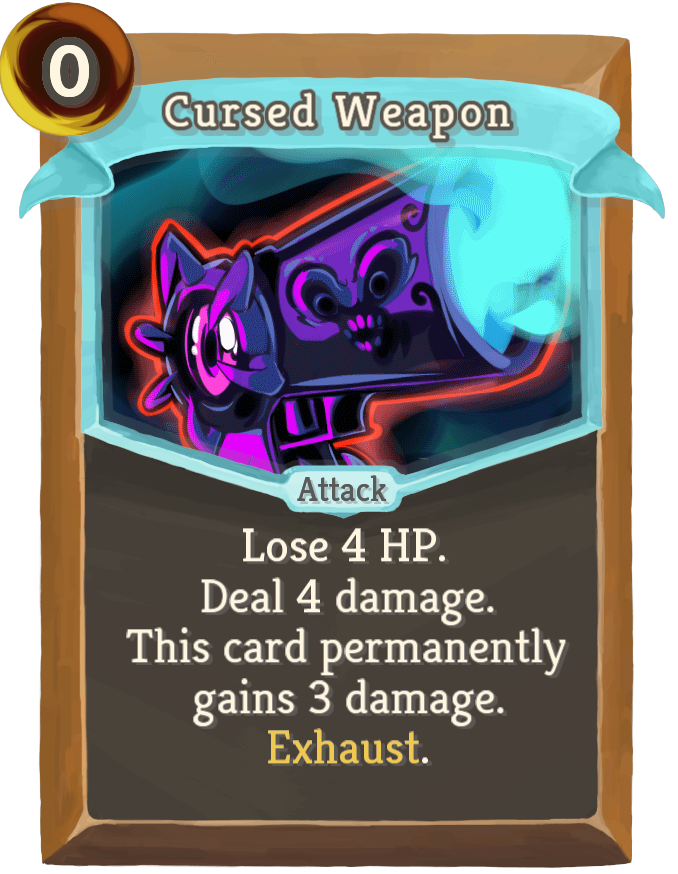 0
Cursed Weapon
Attack
Lose 4 HP.
Deal 4 damage.
This card permanently
gains 3 damage.
Exhaust.